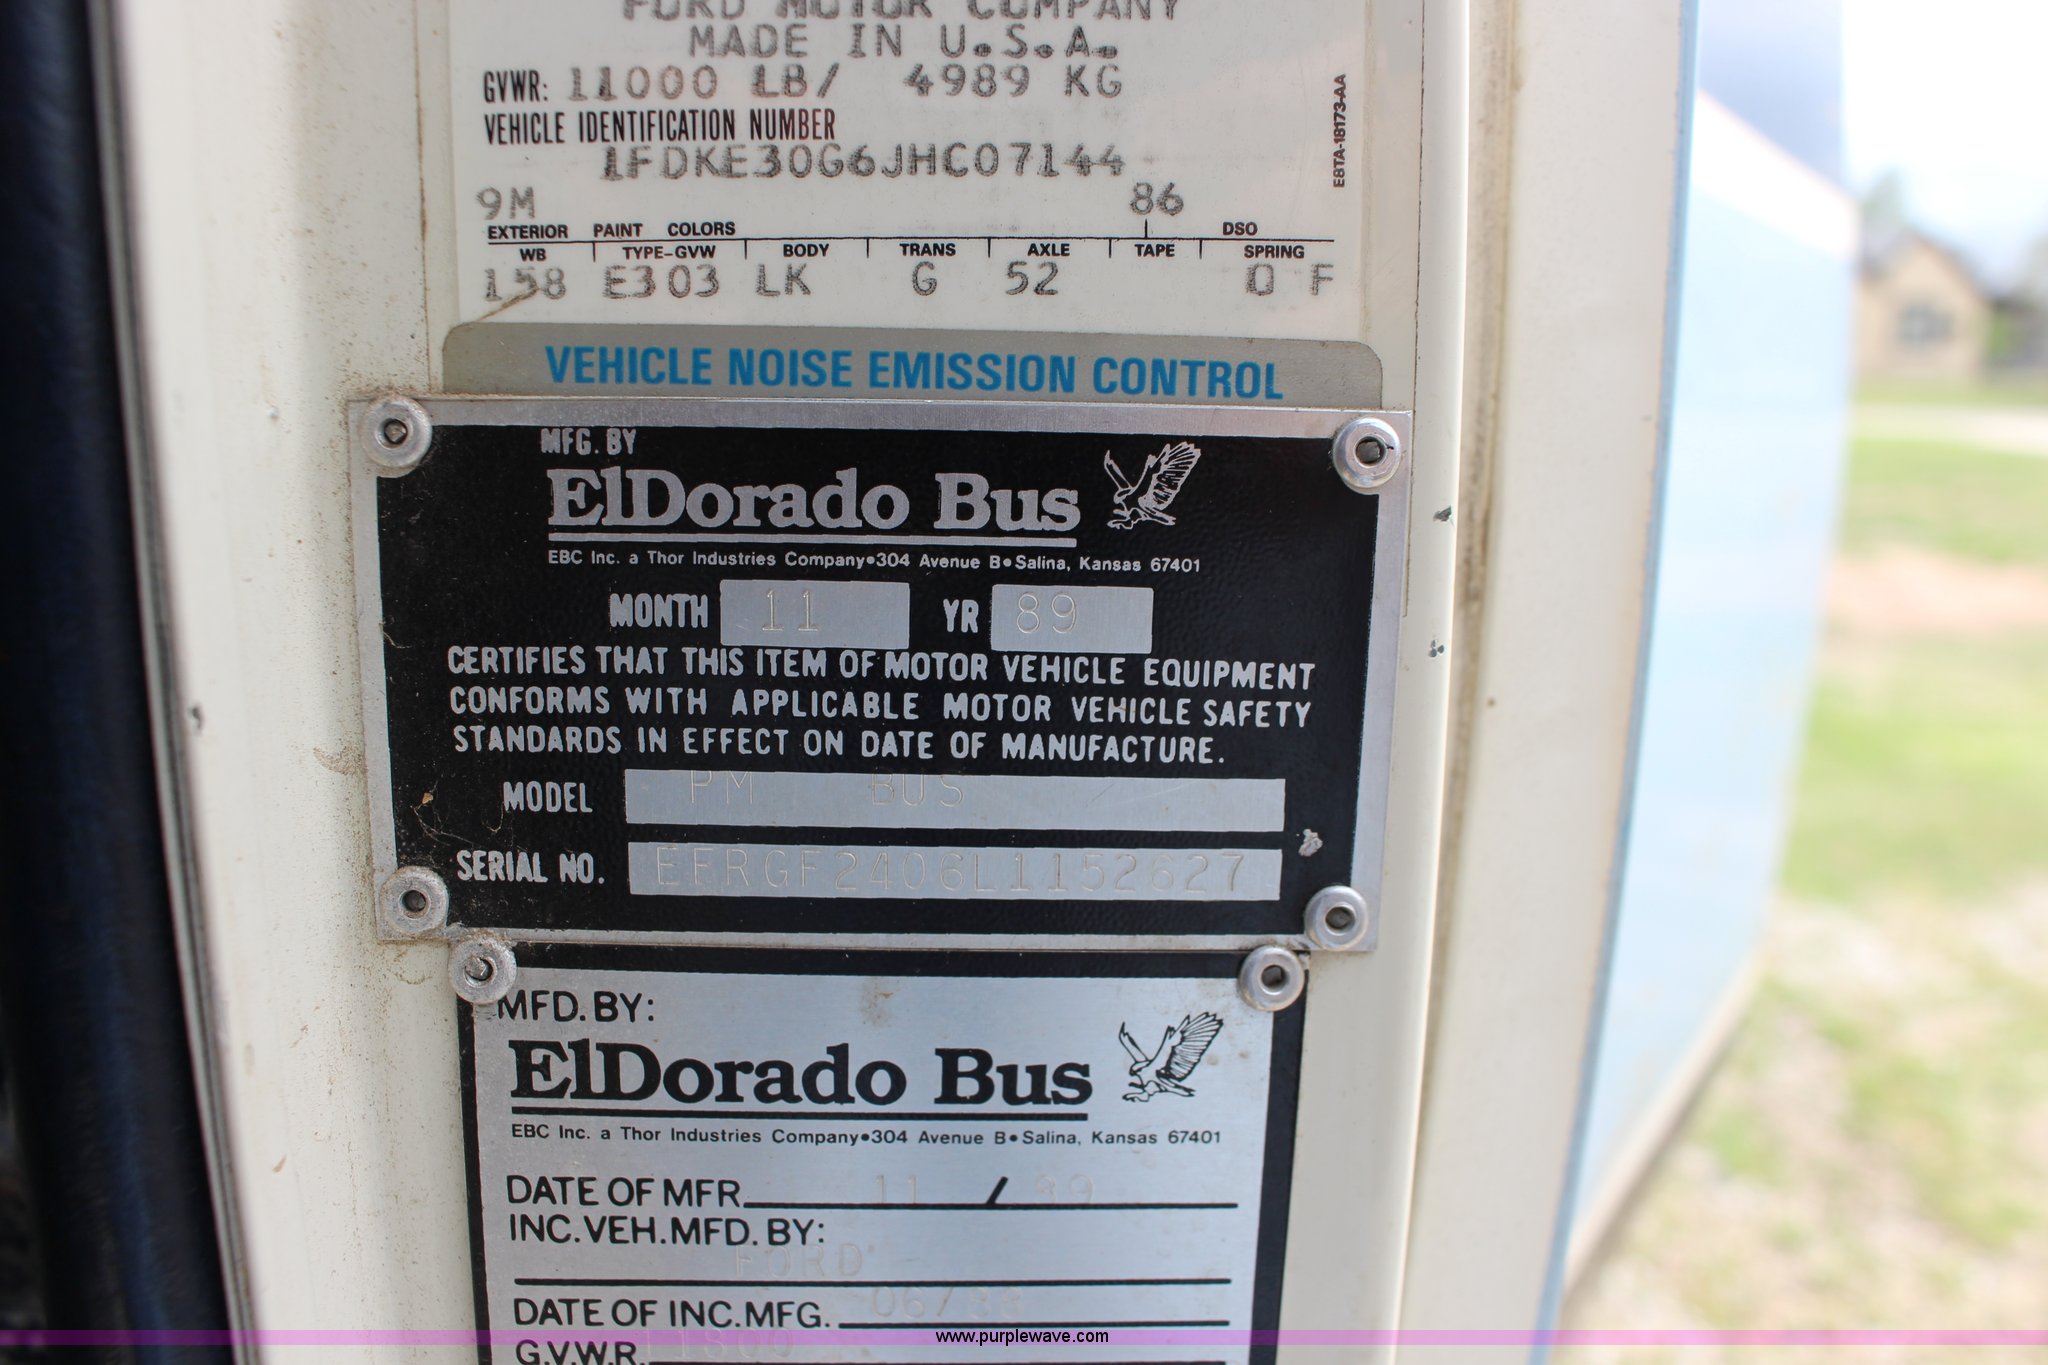 FORD MOTOR COMPANY
MADE IN U.S.A.
GVWR: 11000 LB/ 4989 KG
VEHICLE IDENTIFICATION NUMBER
1FDKE30G6JHC07144
E8TA-18173-AA
9M 86
EXTERIOR PAINT COLORS DSO
WB TYPE-GVW BODY TRANS AXLE TAPE SPRING
158 E303 LK G 52 D F
VEHICLE NOISE EMISSION CONTROL
MFG. BY
ElDorado Bus
EBC Inc. a Thor Industries Company•304 Avenue B•Salina, Kansas 67401
MONTH 11 YR 89
CERTIFIES THAT THIS ITEM OF MOTOR VEHICLE EQUIPMENT
CONFORMS WITH APPLICABLE MOTOR VEHICLE SAFETY
STANDARDS IN EFFECT ON DATE OF MANUFACTURE.
MODEL PM BUS
SERIAL NO. EFRGF2406L1152627
MFD. BY:
ElDorado Bus
EBC Inc. a Thor Industries Company•304 Avenue B•Salina, Kansas 67401
DATE OF MFR. 11 / 89
INC. VEH. MFD. BY:
FORD
DATE OF INC. MFG. 06/88
G.V.W.R.
www.purplewave.com